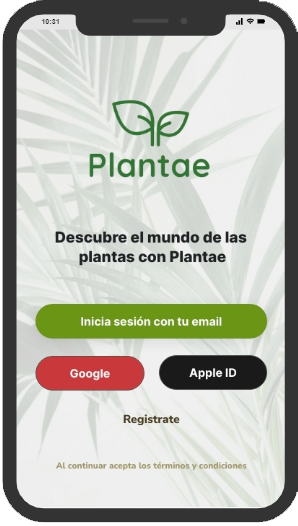 10:31
Plantae
Descubre el mundo de las
plantas con Plantae
Inicia sesión con tu email
Google
Apple ID
Registrate
Al continuar acepta los términos y condiciones